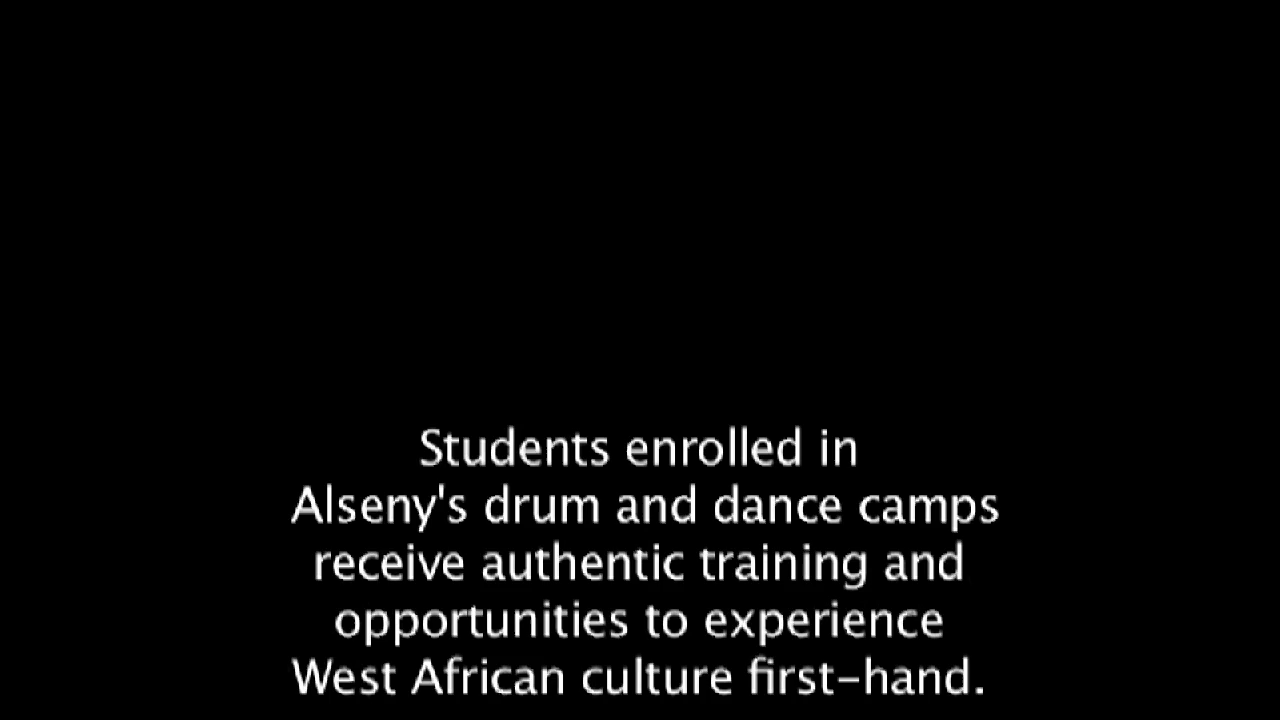 Students enrolled in
Alseny's drum and dance camps
receive authentic training and
opportunities to experience
West African culture first-hand.